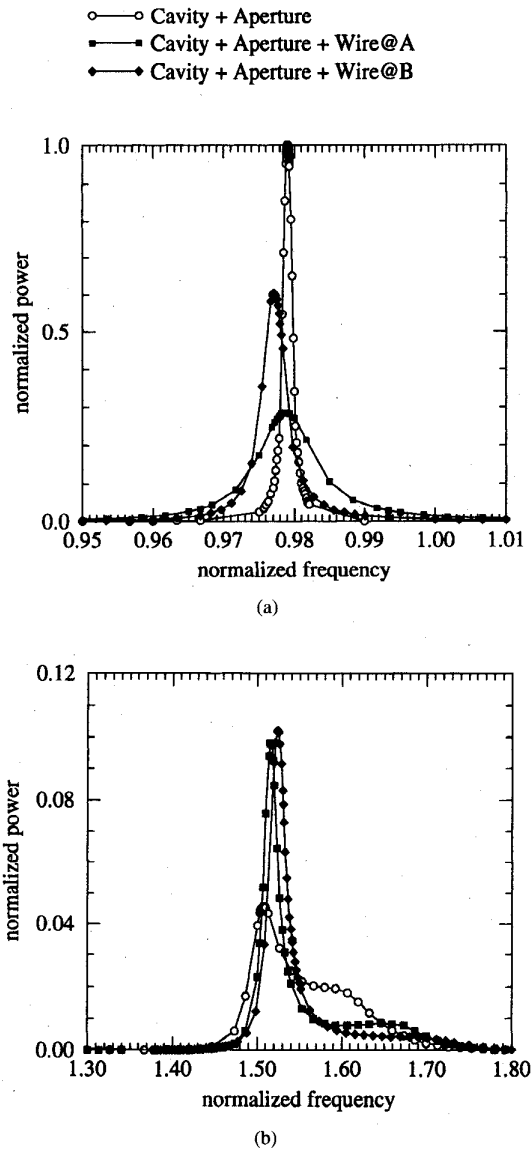 Cavity + Aperture
Cavity + Aperture + Wire@A
Cavity + Aperture + Wire@B
1.0
0.5
0.0
normalized power
0.95 0.96 0.97 0.98 0.99 1.00 1.01
normalized frequency
(a)
0.12
0.08
0.04
0.00
normalized power
1.30 1.40 1.50 1.60 1.70 1.80
normalized frequency
(b)